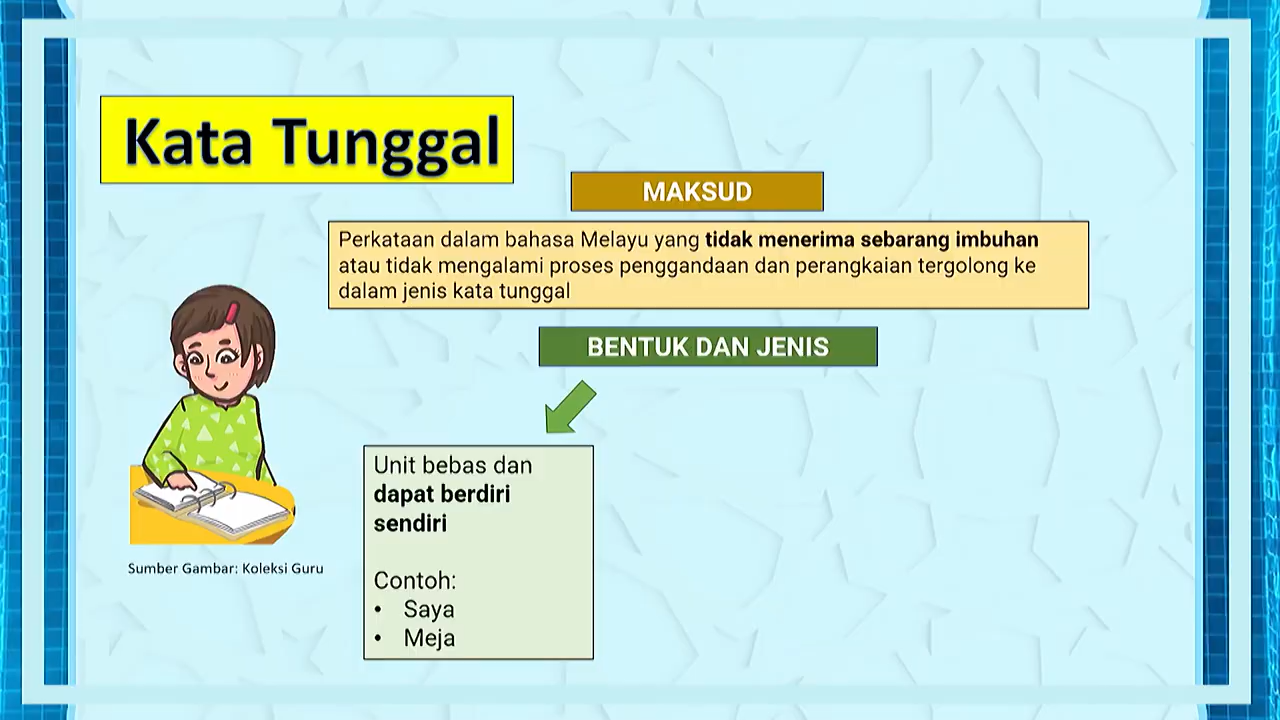 Kata Tunggal
MAKSUD
Perkataan dalam bahasa Melayu yang tidak menerima sebarang imbuhan
atau tidak mengalami proses penggandaan dan perangkaian tergolong ke
dalam jenis kata tunggal
BENTUK DAN JENIS
Unit bebas dan
dapat berdiri
sendiri
Contoh:
• Saya
• Meja
Sumber Gambar: Koleksi Guru